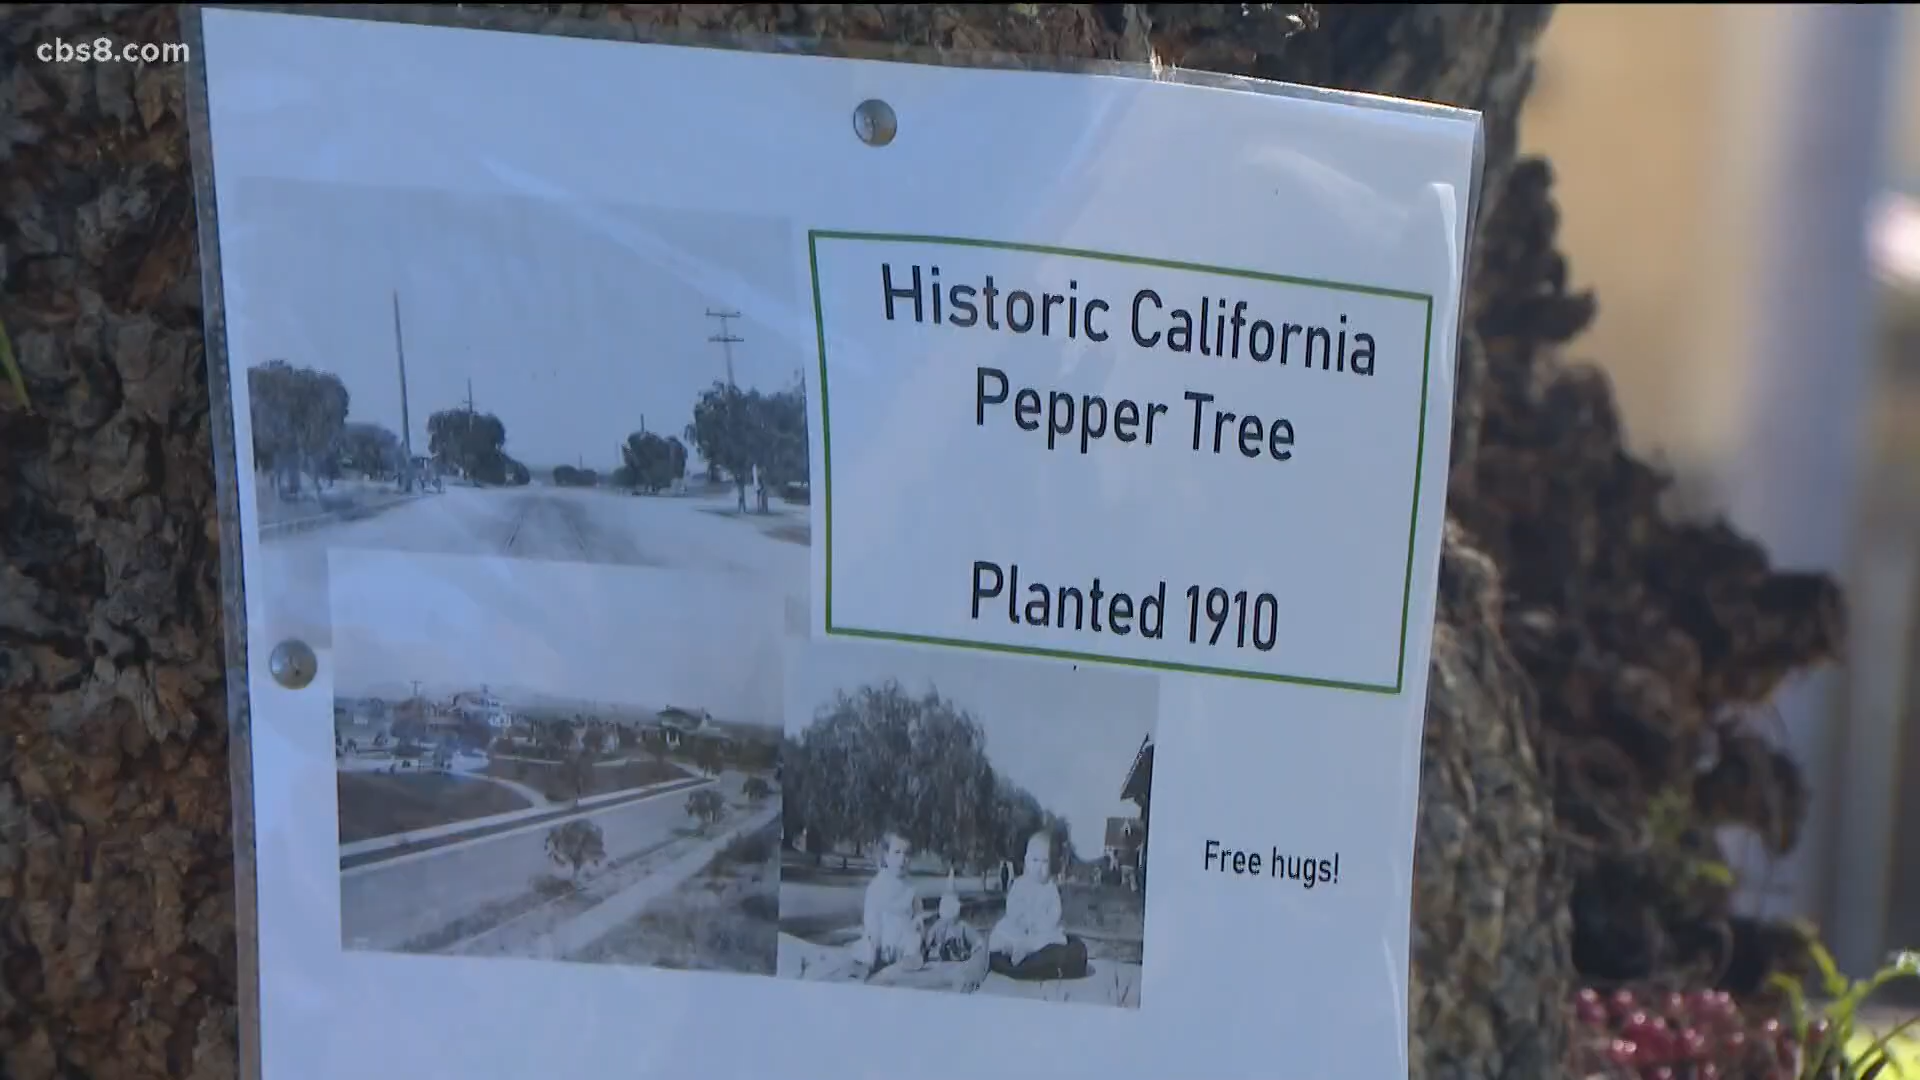 cbs8.com
Historic California
Pepper Tree
Planted 1910
Free hugs!